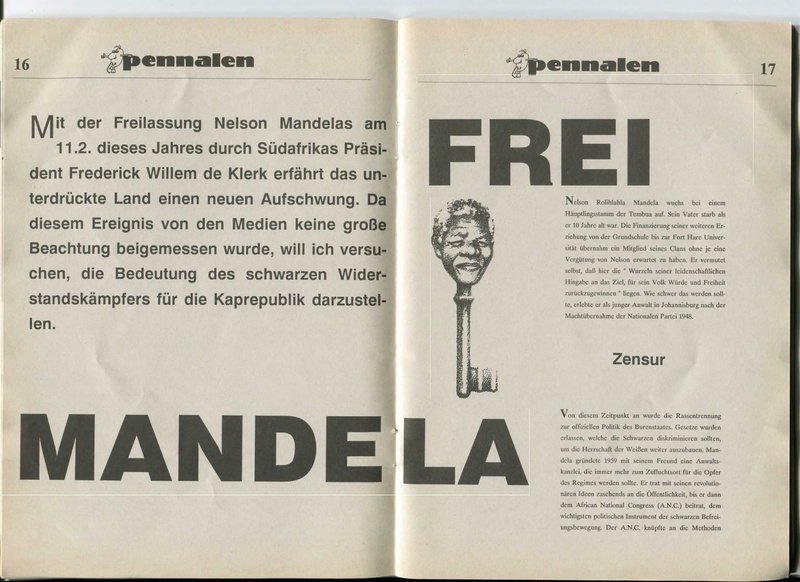 16
pennalen
Mit der Freilassung Nelson Mandelas am
11.2. dieses Jahres durch Südafrikas Präsi-
dent Frederick Willem de Klerk erfährt das un-
terdrückte Land einen neuen Aufschwung. Da
diesem Ereignis von den Medien keine große
Beachtung beigemessen wurde, will ich versu-
chen, die Bedeutung des schwarzen Wider-
standskämpfers für die Kaprepublik darzustel-
len.
pennalen
17
FREI
MANDELA
Nelson Rolihlahla Mandela wuchs bei einem
Häuptlingsstamm der Tembua auf. Sein Vater starb als
er 10 Jahre alt war. Die Finanzierung seiner weiteren Er-
ziehung von der Grundschule bis zur Fort Hare Univer-
sität übernahm ein Mitglied seines Clans ohne je eine
Vergütung von Nelson erwartet zu haben. Er vermutet
selbst, daß hier die " Wurzeln seiner leidenschaftlichen
Hingabe an das Ziel, für sein Volk Würde und Freiheit
zurückzugewinnen " liegen. Wie schwer das werden soll-
te, erlebte er als junger Anwalt in Johannisburg nach der
Machtübernahme der Nationalen Partei 1948.
Zensur
Von diesem Zeitpunkt an wurde die Rassentrennung
zur offiziellen Politik des Burenstaates. Gesetze wurden
erlassen, welche die Schwarzen diskriminieren sollten,
um die Herrschaft der Weißen weiter auszubauen. Man-
dela gründete 1959 mit seinem Freund eine Anwalts-
kanzlei, die immer mehr zum Zufluchtsort für die Opfer
des Regimes werden sollte. Er trat mit seinen revolutio-
nären Ideen zusehends an die Öffentlichkeit, bis er dann
dem African National Congress (A.N.C.) beitrat, dem
wichtigsten politischen Instrument der schwarzen Befrei-
ungsbewegung. Der A.N.C. knüpfte an die Methoden